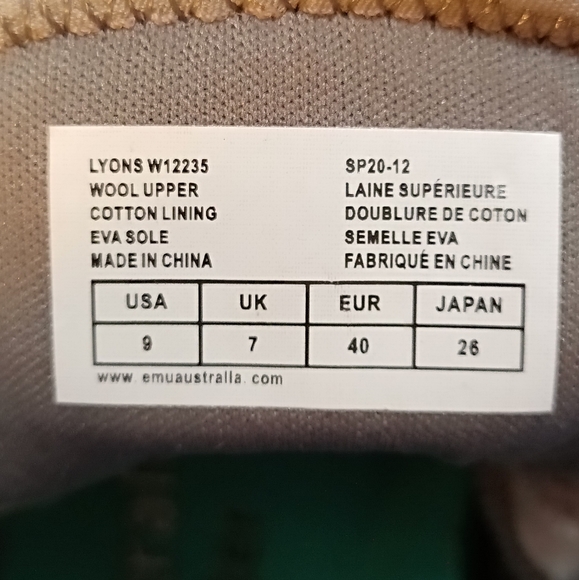 LYONS W12235 SP20-12
WOOL UPPER LAINE SUPÉRIEURE
COTTON LINING DOUBLURE DE COTON
EVA SOLE SEMELLE EVA
MADE IN CHINA FABRIQUÉ EN CHINE
USA UK EUR JAPAN
9 7 40 26
www. emuaustralla. com